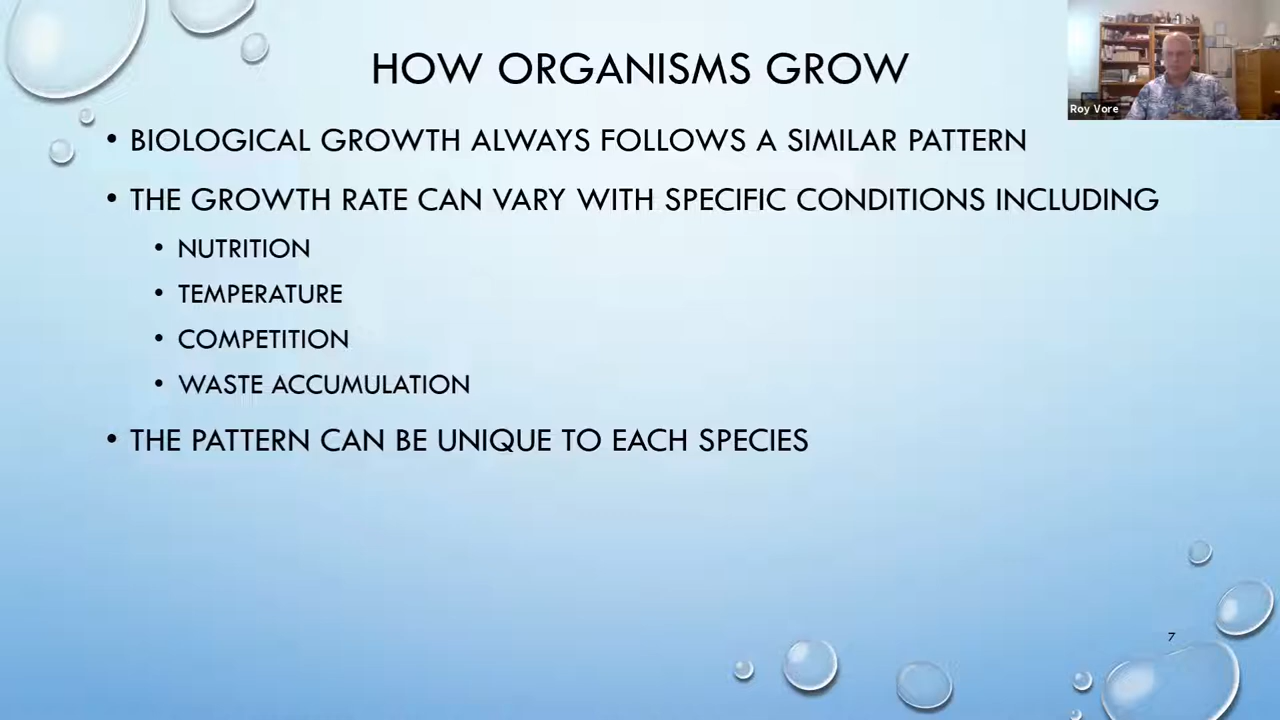 HOW ORGANISMS GROW
Roy Vore
• BIOLOGICAL GROWTH ALWAYS FOLLOWS A SIMILAR PATTERN
• THE GROWTH RATE CAN VARY WITH SPECIFIC CONDITIONS INCLUDING
• NUTRITION
• TEMPERATURE
• COMPETITION
• WASTE ACCUMULATION
• THE PATTERN CAN BE UNIQUE TO EACH SPECIES
7